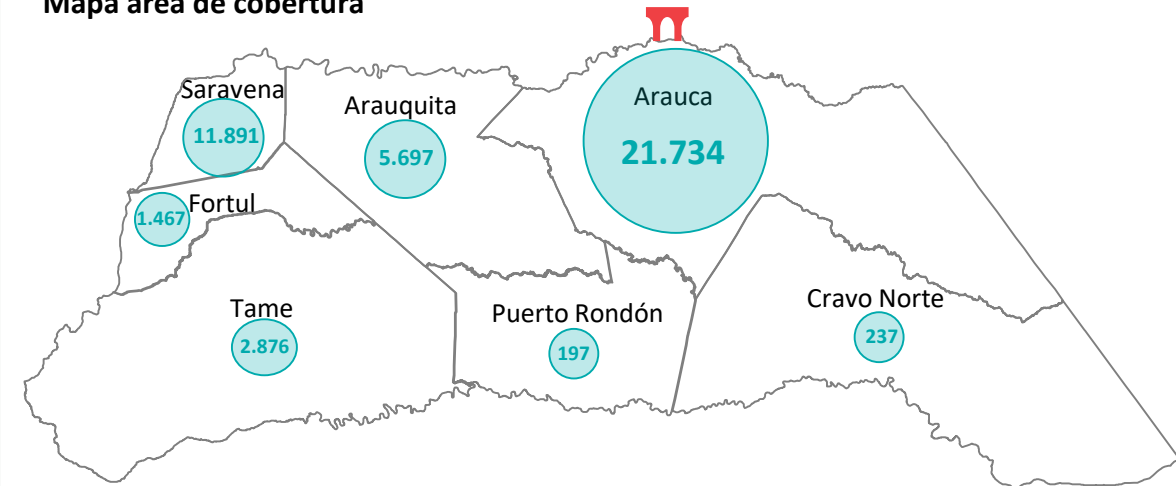 Mapa área de cobertura
Saravena
11.891
Arauquita
5.697
Arauca
21.734
1.467
Fortul
Tame
2.876
Puerto Rondón
197
Cravo Norte
237